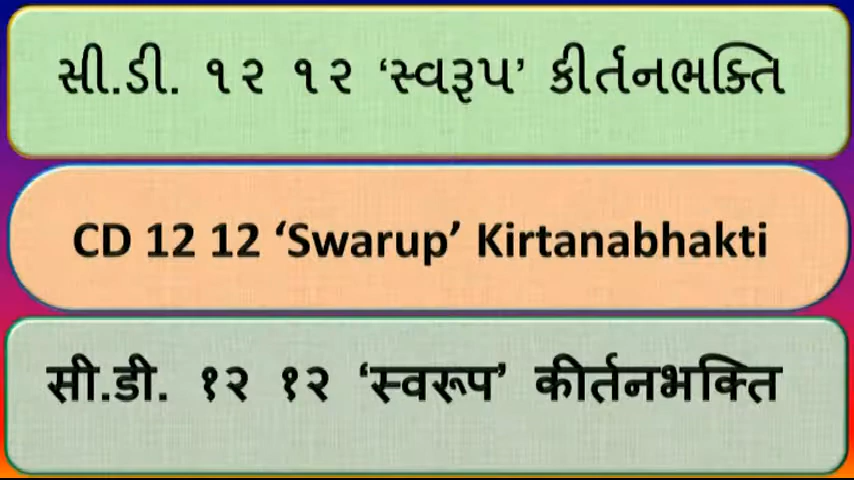 સી.ડી. ૧૨ ૧૨ ‘સ્વરૂપ’ કીર્તનભક્તિ
CD 12 12 ‘Swarup’ Kirtanabhakti
सी.डी. १२ १२ ‘स्वरूप’ कीर्तनभक्ति